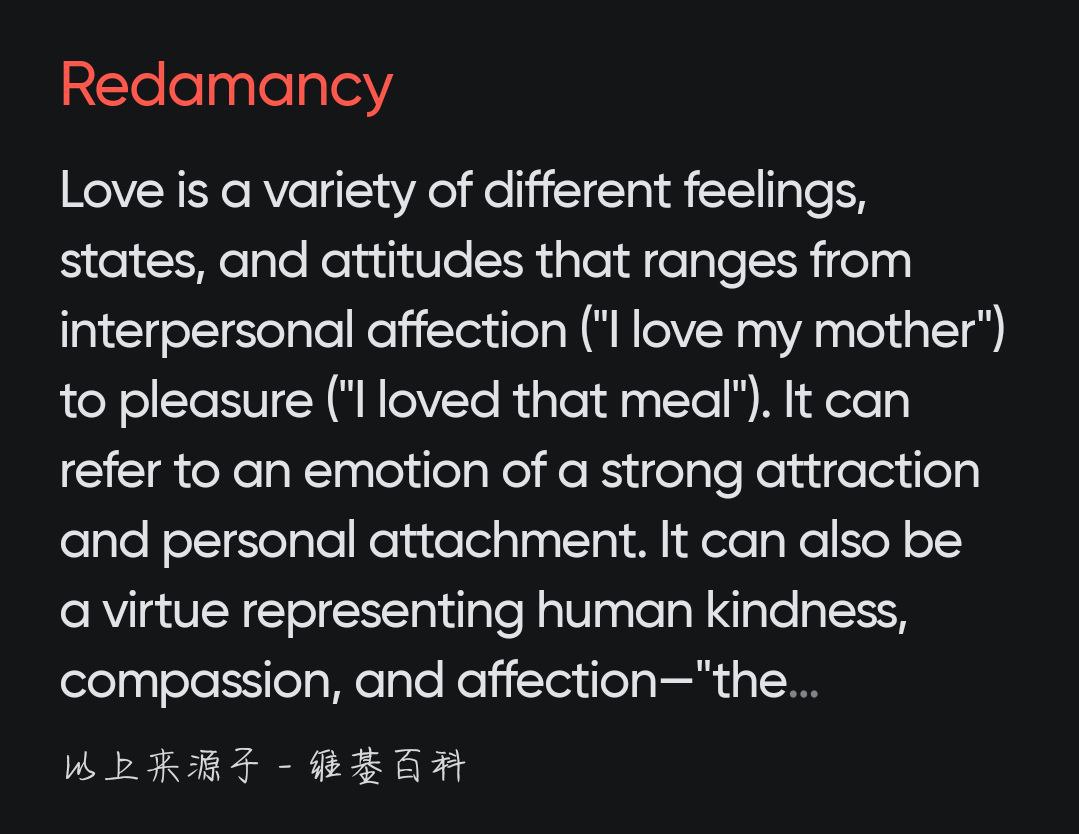 Redamancy
Love is a variety of different feelings,
states, and attitudes that ranges from
interpersonal affection ("I love my mother")
to pleasure ("I loved that meal"). It can
refer to an emotion of a strong attraction
and personal attachment. It can also be
a virtue representing human kindness,
compassion, and affection—"the...
以上来源于 - 维基百科